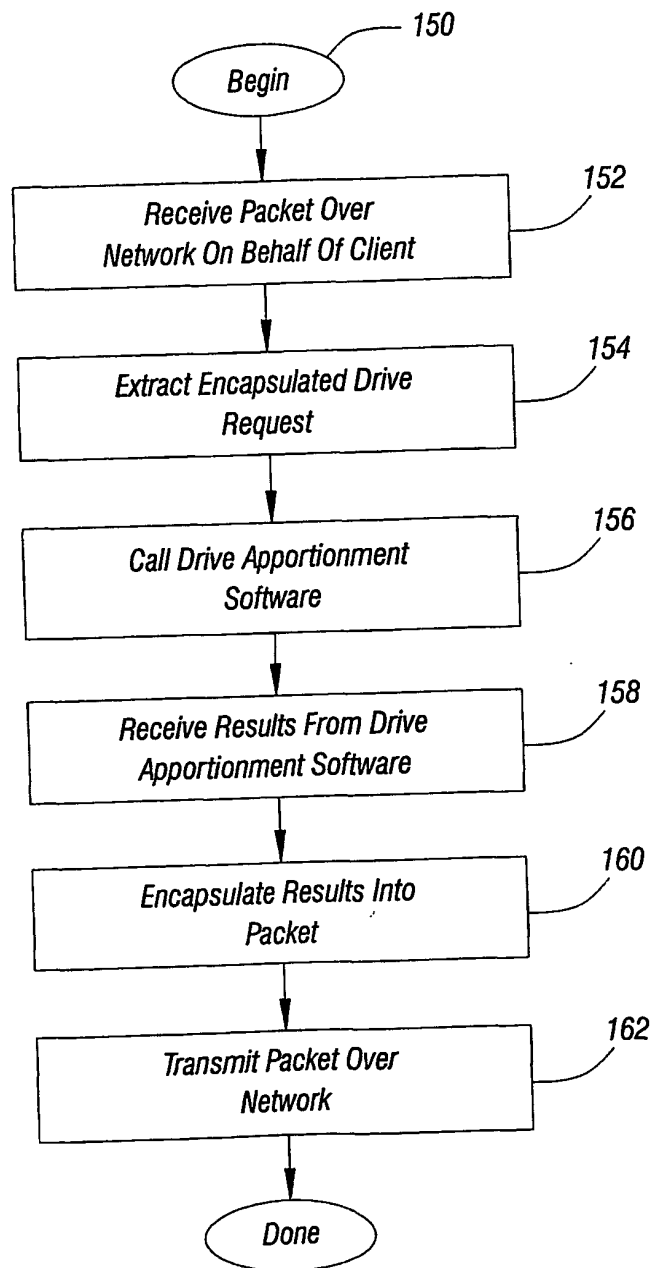 150
Begin
152
Receive Packet Over
Network On Behalf Of Client
154
Extract Encapsulated Drive
Request
156
Call Drive Apportionment
Software
158
Receive Results From Drive
Apportionment Software
160
Encapsulate Results Into
Packet
162
Transmit Packet Over
Network
Done